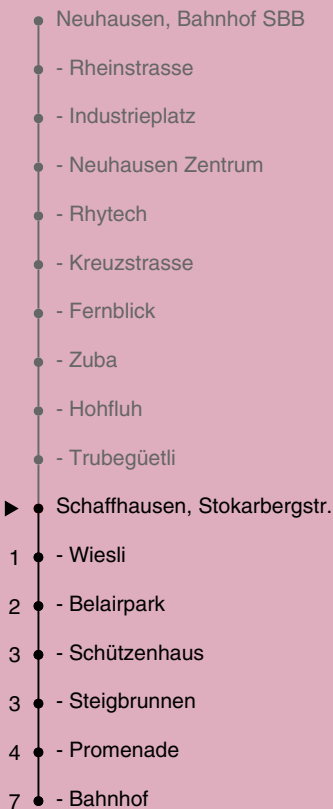 Neuhausen, Bahnhof SBB
- Rheinstrasse
- Industrieplatz
- Neuhausen Zentrum
- Rhytech
- Kreuzstrasse
- Fernblick
- Zuba
- Hohfluh
- Trubegüetli
Schaffhausen, Stokarbergstr.
1 - Wiesli
2 - Belairpark
3 - Schützenhaus
3 - Steigbrunnen
4 - Promenade
7 - Bahnhof